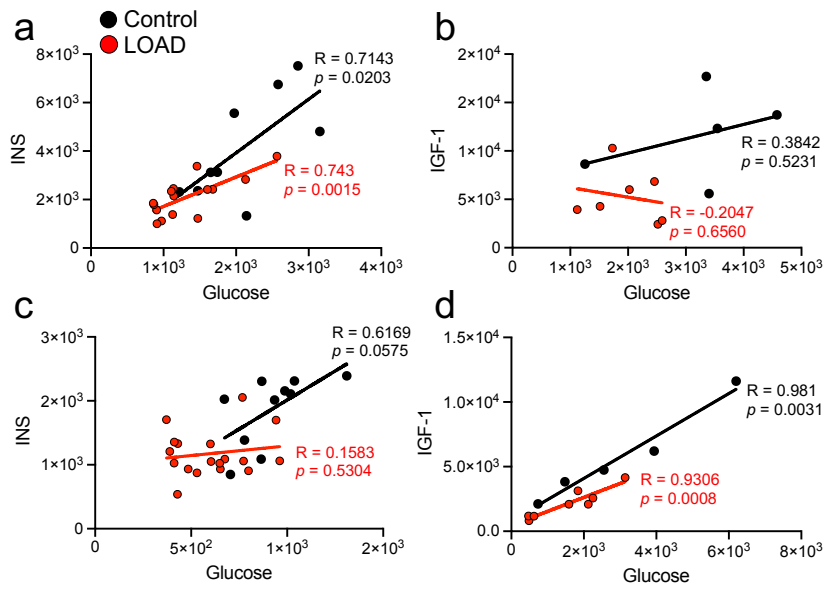 a
Control
LOAD
8×10³
6×10³
4×10³
2×10³
0
INS
R = 0.7143
p = 0.0203
R = 0.743
p = 0.0015
0
1×10³
2×10³
3×10³
4×10³
Glucose
b
2×10⁴
2×10⁴
1×10⁴
5×10³
0
IGF-1
R = 0.3842
p = 0.5231
R = -0.2047
p = 0.6560
0
1×10³
2×10³
3×10³
4×10³
5×10³
Glucose
c
3×10³
2×10³
1×10³
0
INS
R = 0.6169
p = 0.0575
R = 0.1583
p = 0.5304
0
5×10²
1×10³
2×10³
Glucose
d
1.5×10⁴
1.0×10⁴
5.0×10³
0.0
IGF-1
R = 0.981
p = 0.0031
R = 0.9306
p = 0.0008
0
2×10³
4×10³
6×10³
8×10³
Glucose